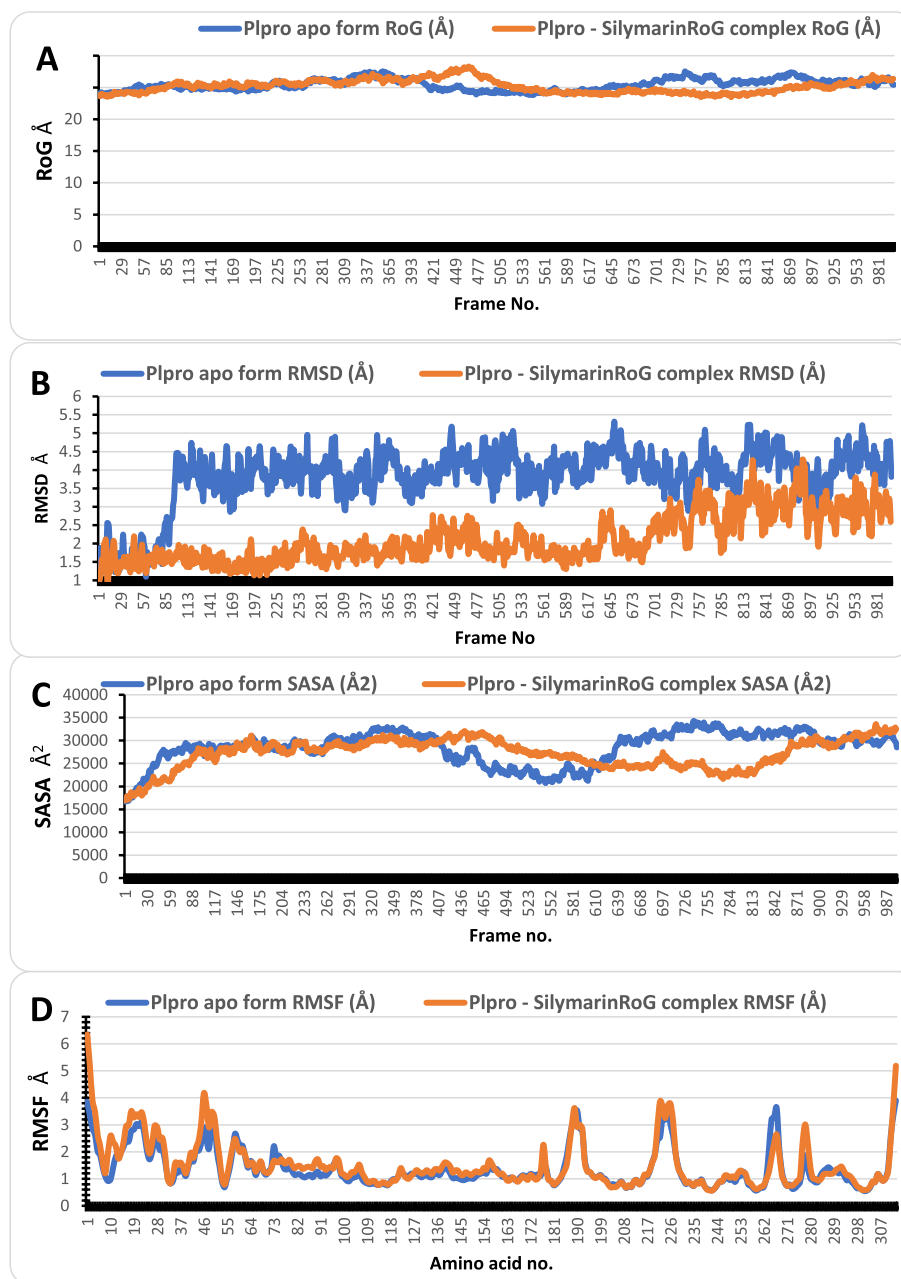 Plpro apo form RoG (Å) Plpro - SilymarinRoG complex RoG (Å)
A
RoG Å
20
15
10
5
0
1 29 57 85 113 141 169 197 225 253 281 309 337 365 393 421 449 477 505 533 561 589 617 645 673 701 729 757 785 813 841 869 897 925 953 981
Frame No.
Plpro apo form RMSD (Å) Plpro - SilymarinRoG complex RMSD (Å)
B
RMSD Å
6
5.5
5
4.5
4
3.5
3
2.5
2
1.5
1
1 29 57 85 113 141 169 197 225 253 281 309 337 365 393 421 449 477 505 533 561 589 617 645 673 701 729 757 785 813 841 869 897 925 953 981
Frame No
Plpro apo form SASA (Å2) Plpro - SilymarinRoG complex SASA (Å2)
C
SASA Å²
40000
35000
30000
25000
20000
15000
10000
5000
0
1 30 59 88 117 146 175 204 233 262 291 320 349 378 407 436 465 494 523 552 581 610 639 668 697 726 755 784 813 842 871 900 929 958 987
Frame no.
Plpro apo form RMSF (Å) Plpro - SilymarinRoG complex RMSF (Å)
D
RMSF Å
7
6
5
4
3
2
1
0
1 10 19 28 37 46 55 64 73 82 91 100 109 118 127 136 145 154 163 172 181 190 199 208 217 226 235 244 253 262 271 280 289 298 307
Amino acid no.